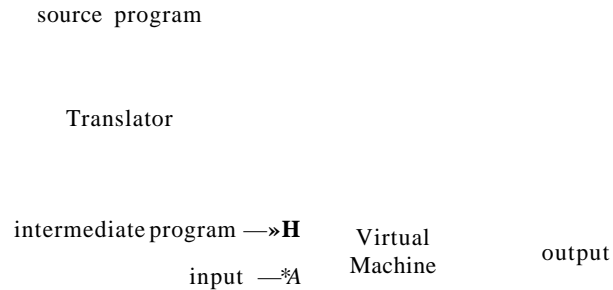 source program
Translator
intermediate program —»H
Virtual
Machine
output
input —*A